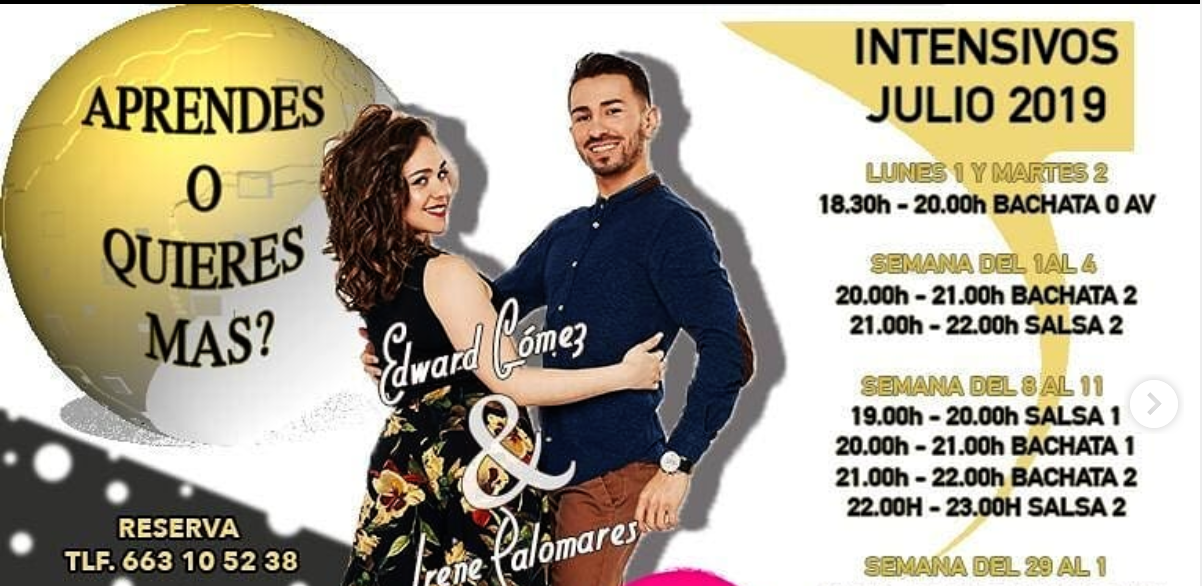 APRENDES
O
QUIERES
MAS?
RESERVA
TLF. 663 10 52 38
Edward Gómez
&
Irene Palomares
INTENSIVOS
JULIO 2019
LUNES 1 Y MARTES 2
18.30h - 20.00h BACHATA 0 AV
SEMANA DEL 1AL 4
20.00h - 21.00h BACHATA 2
21.00h - 22.00h SALSA 2
SEMANA DEL 8 AL 11
19.00h - 20.00h SALSA 1
20.00h - 21.00h BACHATA 1
21.00h - 22.00h BACHATA 2
22.00H - 23.00H SALSA 2
SEMANA DEL 29 AL 1